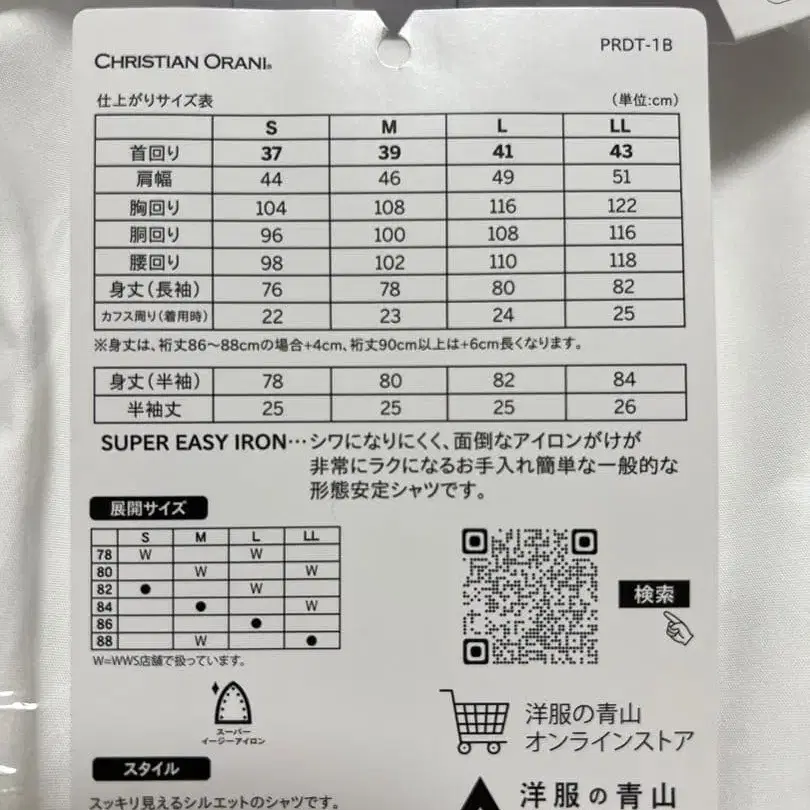 PRDT-1B
CHRISTIAN ORANI®
仕上がりサイズ表 (単位:cm)
S M L LL
首回り 37 39 41 43
肩幅 44 46 49 51
胸回り 104 108 116 122
胴回り 96 100 108 116
腰回り 98 102 110 118
身丈(長袖) 76 78 80 82
カフス周り(着用時) 22 23 24 25
※身丈は、裄丈86〜88cmの場合+4cm、裄丈90cm以上は+6cm長くなります。
身丈(半袖) 78 80 82 84
半袖丈 25 25 25 26
SUPER EASY IRON…シワになりにくく、面倒なアイロンがけが
非常にラクになるお手入れ簡単な一般的な
形態安定シャツです。
展開サイズ
S M L LL
78 W W
80 W W
82 ● W
84 ● W
86 ●
88 W ●
W=WWS店舗で扱っています。
検索
スーパー
イージーアイロン
洋服の青山
オンラインストア
スタイル
スッキリ見えるシルエットのシャツです。
洋服の青山